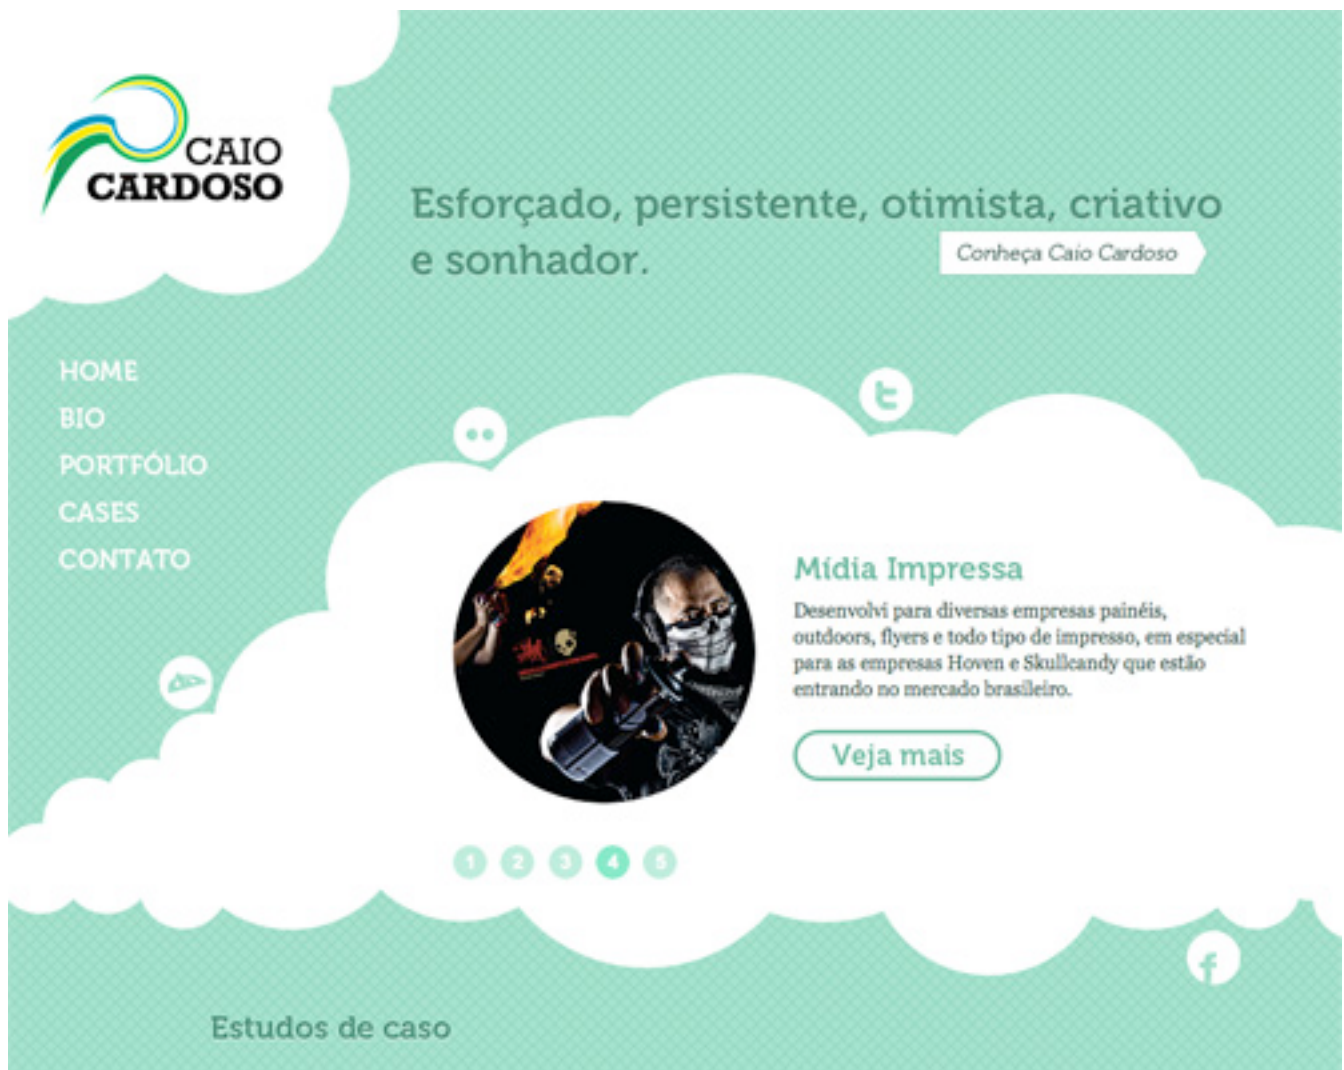 CAIO
CARDOSO
Esforçado, persistente, otimista, criativo
e sonhador.
Conheça Caio Cardoso
HOME
BIO
PORTFÓLIO
CASES
CONTATO
Mídia Impressa
Desenvolvi para diversas empresas painéis,
outdoors, flyers e todo tipo de impresso, em especial
para as empresas Hoven e Skullcandy que estão
entrando no mercado brasileiro.
Veja mais
1 2 3 4 5
Estudos de caso